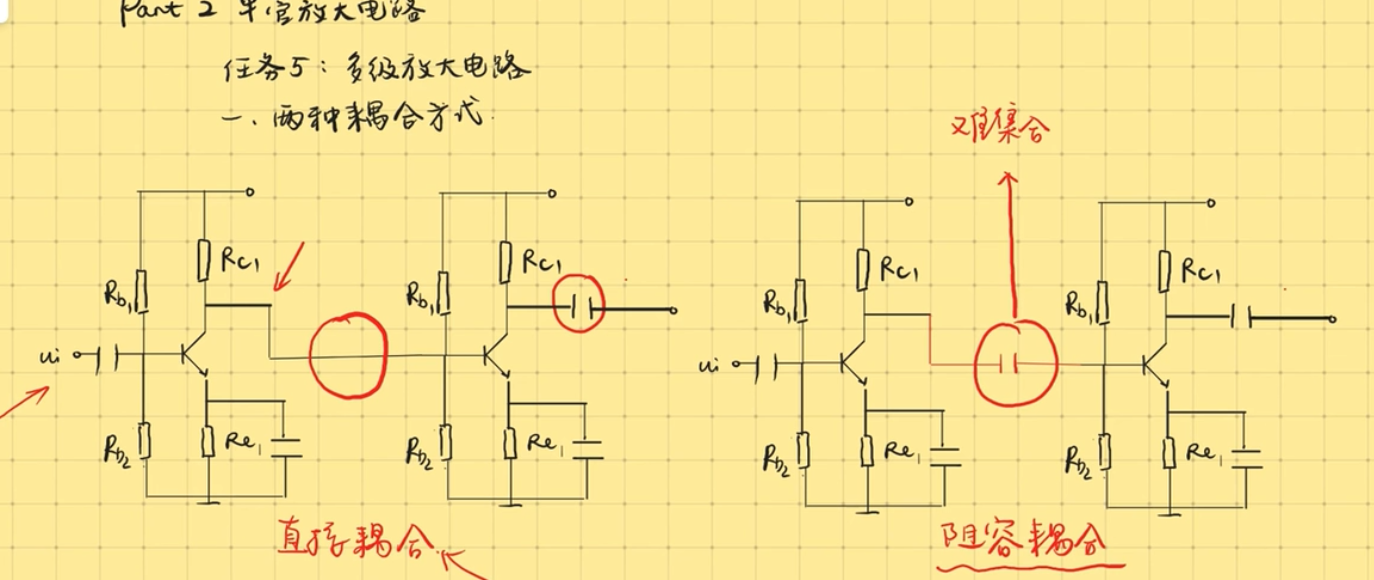 Part 2 单管放大电路
任务5：多级放大电路
一、两种耦合方式
难集合
Rc1 Rc1 Rc1 Rc1
Rb1 Rb1 Rb1 Rb1
ui ui
Rb2 Re1 Rb2 Re1 Rb2 Re1 Rb2 Re1
直接耦合 阻容耦合